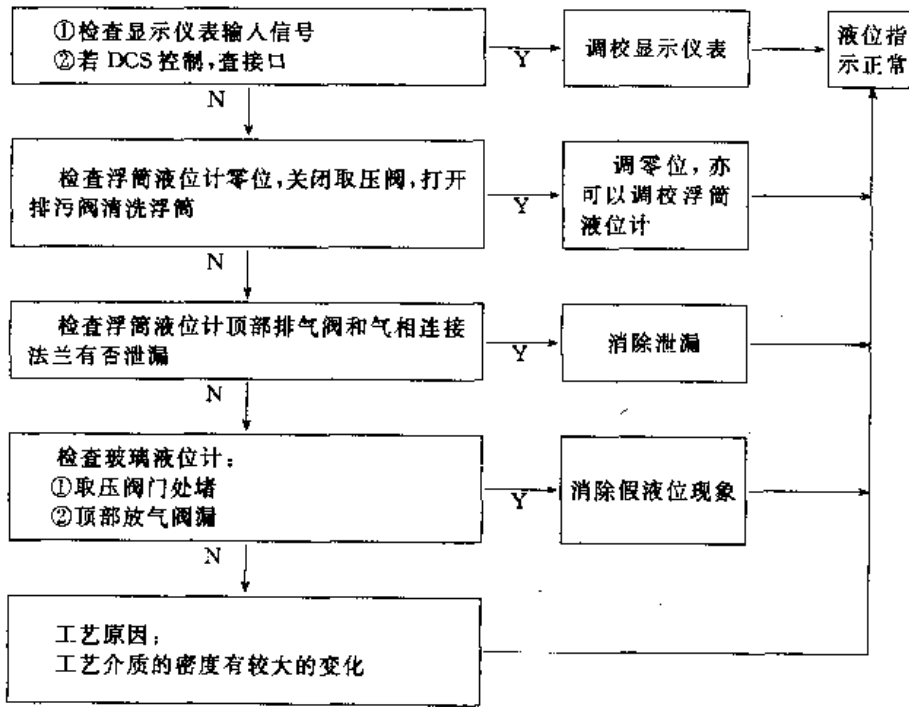 ①检查显示仪表输入信号
②若 DCS 控制,查接口
Y
调校显示仪表
液位指
示正常
N
检查浮筒液位计零位,关闭取压阀,打开
排污阀清洗浮筒
Y
调零位,亦
可以调校浮筒
液位计
N
检查浮筒液位计顶部排气阀和气相连接
法兰有否泄漏
Y
消除泄漏
N
检查玻璃液位计:
①取压阀门处堵
②顶部放气阀漏
Y
消除假液位现象
N
工艺原因:
工艺介质的密度有较大的变化